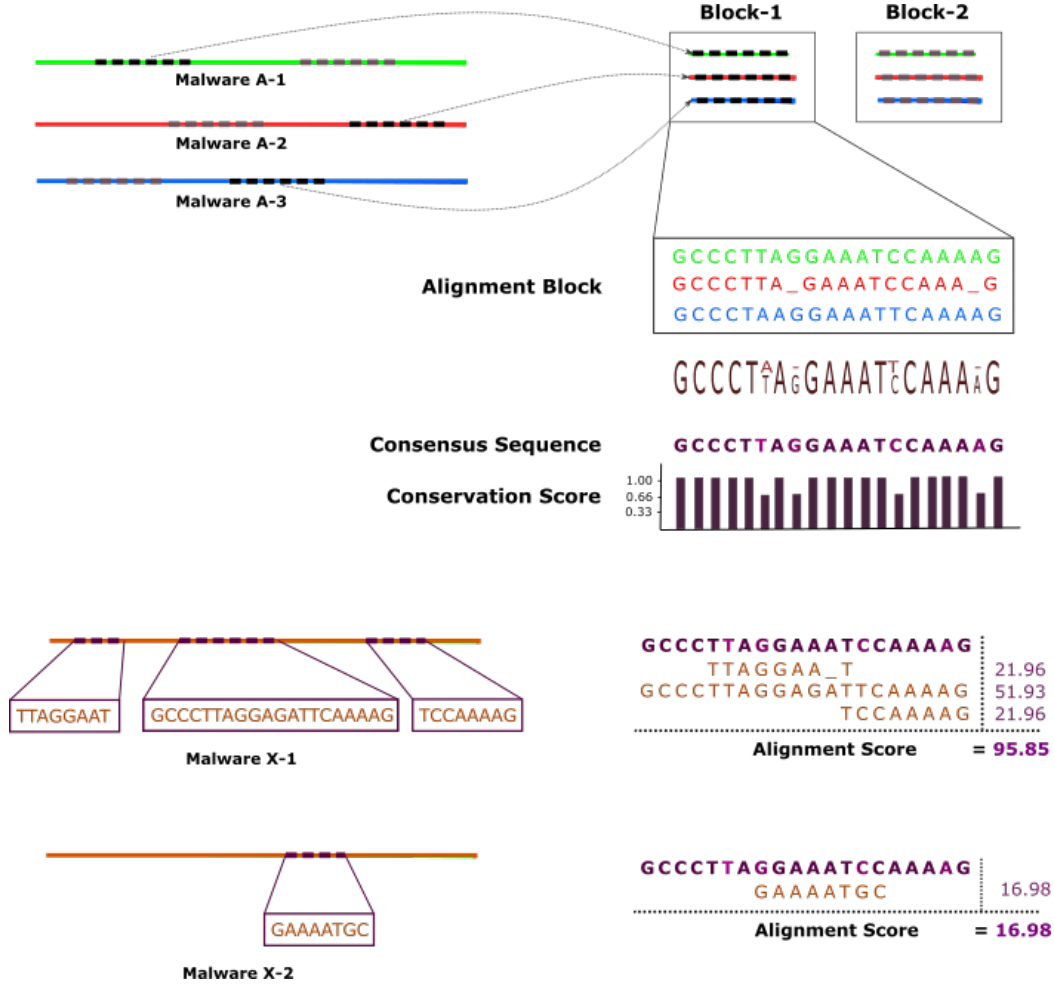 Block-1 Block-2
Malware A-1
Malware A-2
Malware A-3
Alignment Block
GCCCTTAGGAAATCCAAAAG
GCCCTTA_GAAATCCAAA_G
GCCCTAAGGAAATTCAAAAG
A - T -
GCCCTTAGGAAATCCAAAAG
Consensus Sequence GCCCTTAGGAAATCCAAAAG
Conservation Score
1.00
0.66
0.33
TTAGGAAT GCCCTTAGGAGATTCAAAAG TCCAAAAG
Malware X-1
GCCCTTAGGAAATCCAAAAG
TTAGGAA_T 21.96
GCCCTTAGGAGATTCAAAAG 51.93
TCCAAAAG 21.96
Alignment Score = 95.85
GAAAATGC
Malware X-2
GCCCTTAGGAAATCCAAAAG
GAAAATGC 16.98
Alignment Score = 16.98